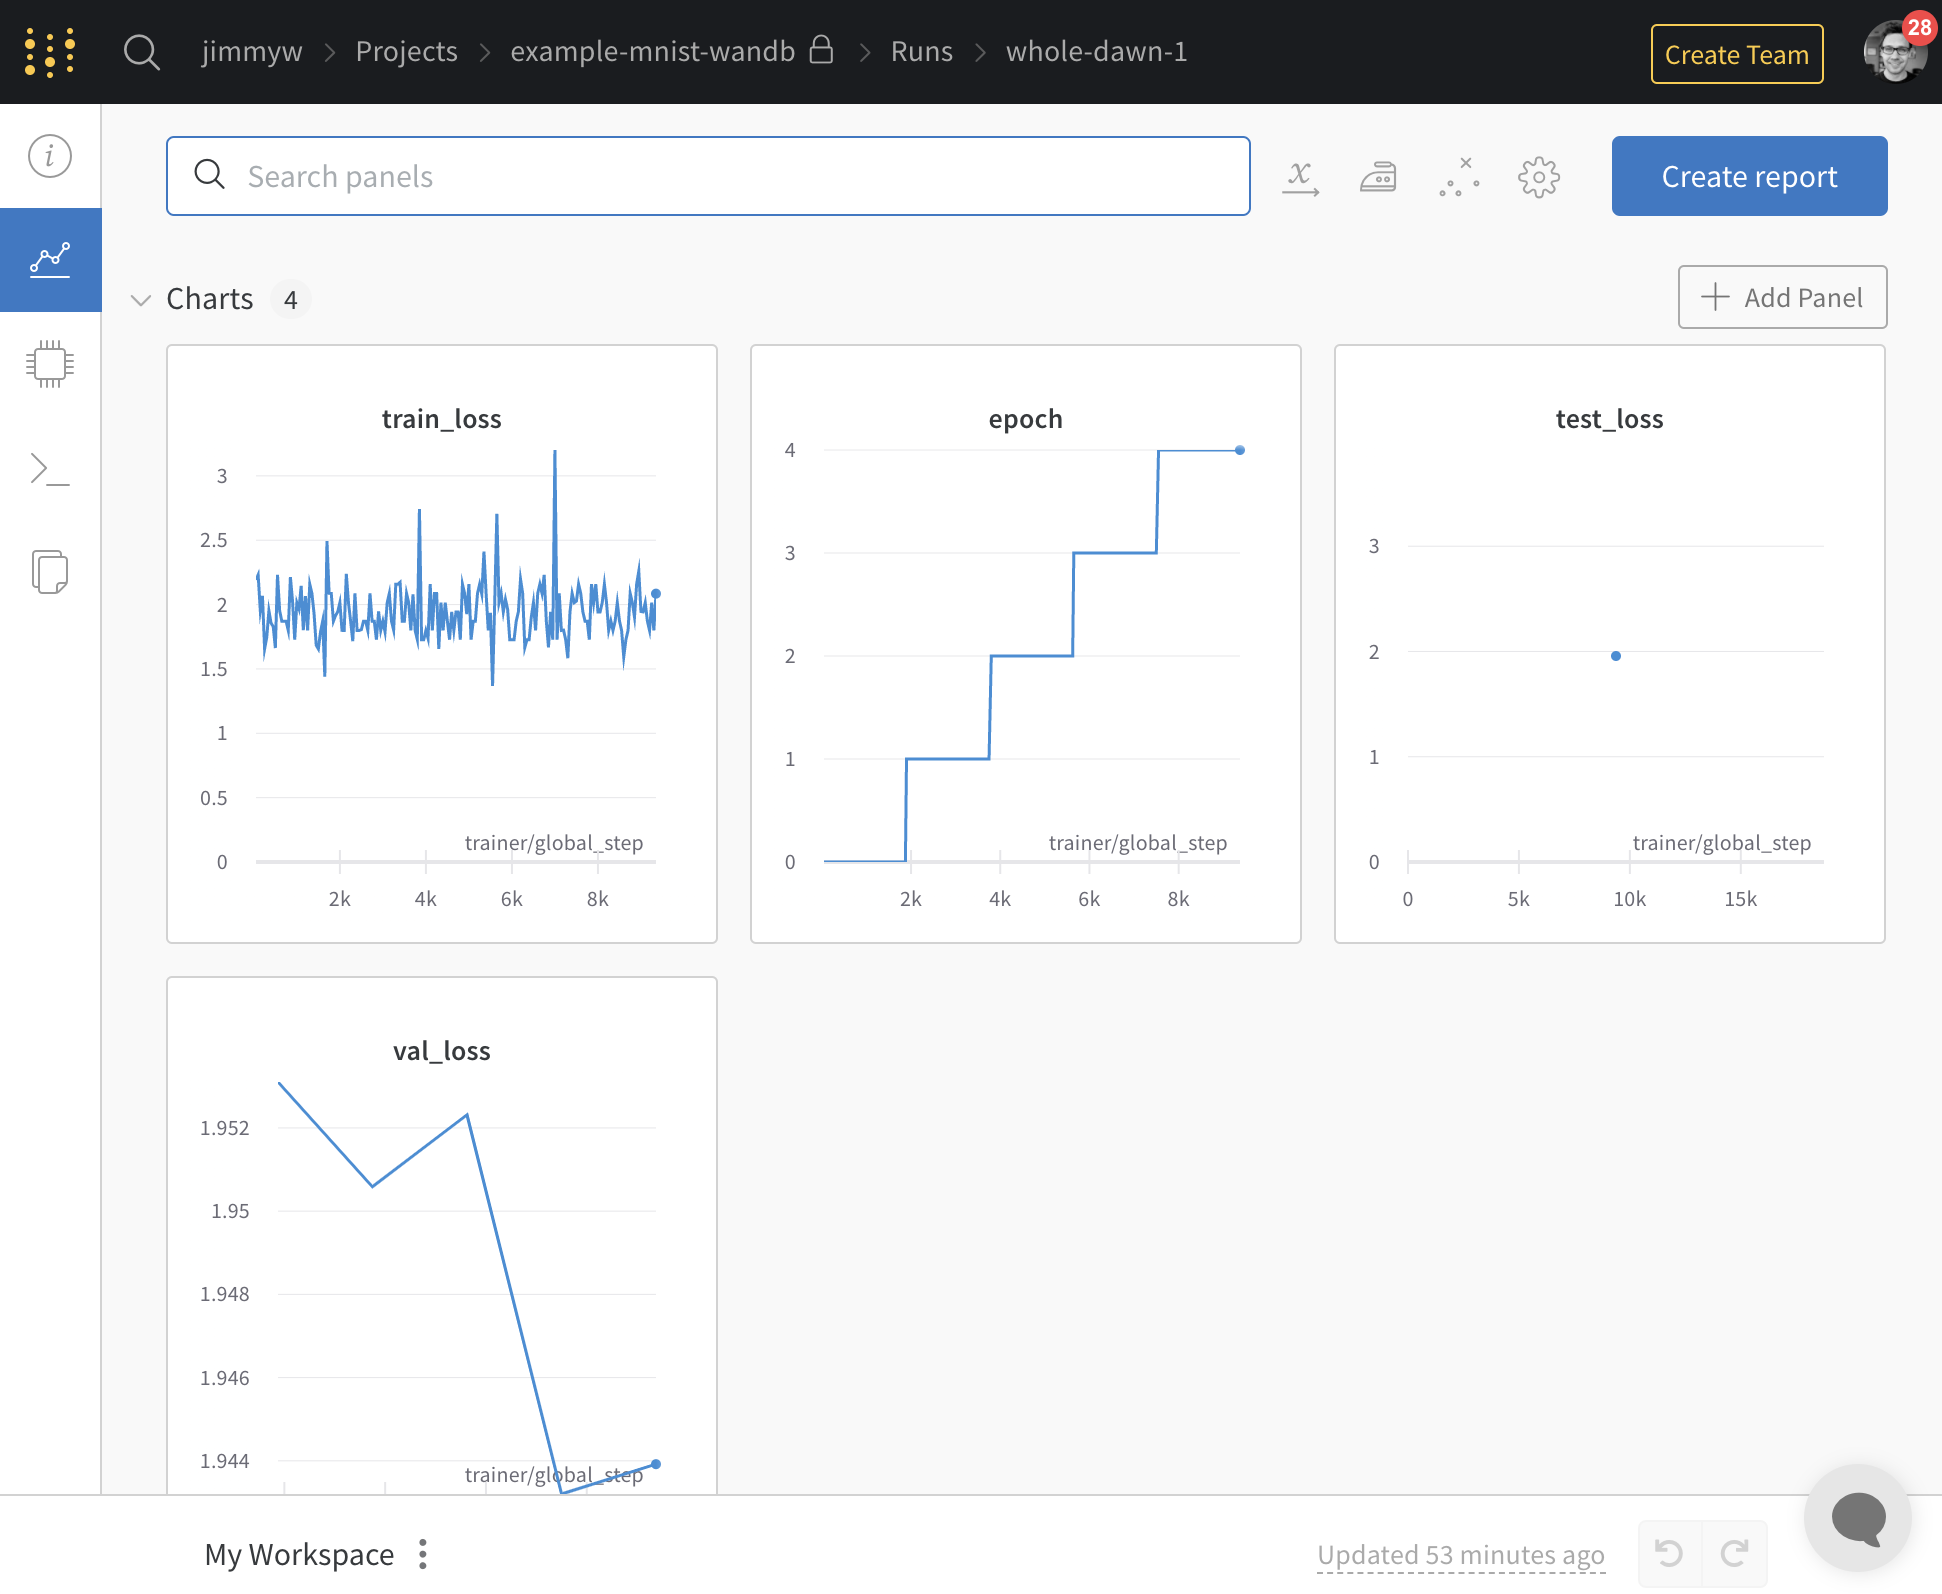 jimmyw > Projects > example-mnist-wandb > Runs > whole-dawn-1
Create Team
28
Search panels
x
Create report
Charts 4
Add Panel
train_loss
3
2.5
2
1.5
1
0.5
0
trainer/global_step
2k 4k 6k 8k
epoch
4
3
2
1
0
trainer/global_step
2k 4k 6k 8k
test_loss
3
2
1
0
trainer/global_step
0 5k 10k 15k
val_loss
1.952
1.95
1.948
1.946
1.944
trainer/global_step
My Workspace
Updated 53 minutes ago